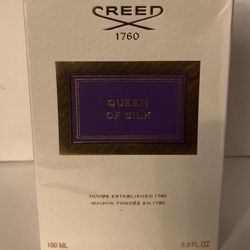 CREED
1760
QUEEN
OF SILK
HOUSE ESTABLISHED 1760
MAISON FONDÉE EN 1760
100 ML 3.3 FL.OZ